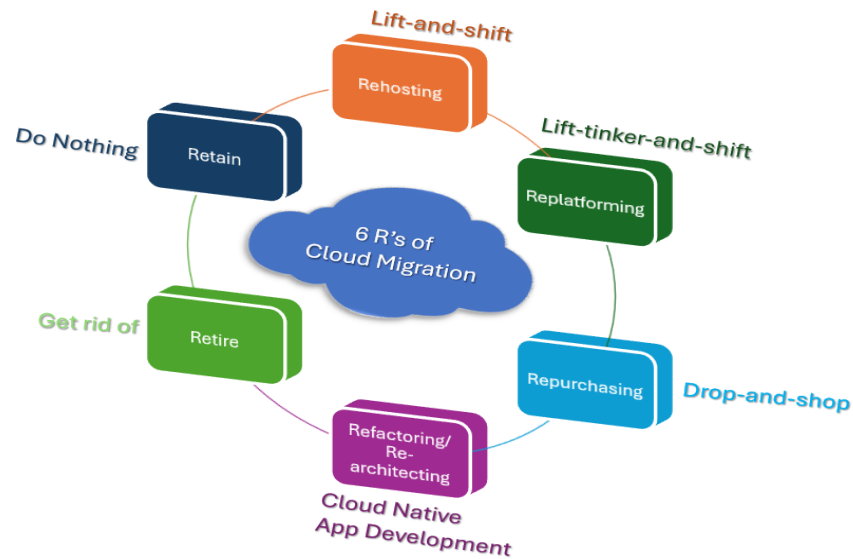 Lift-and-shift
Rehosting
Lift-tinker-and-shift
Replatforming
Do Nothing
Retain
6 R's of
Cloud Migration
Get rid of
Retire
Repurchasing
Drop-and-shop
Refactoring/
Re-
architecting
Cloud Native
App Development